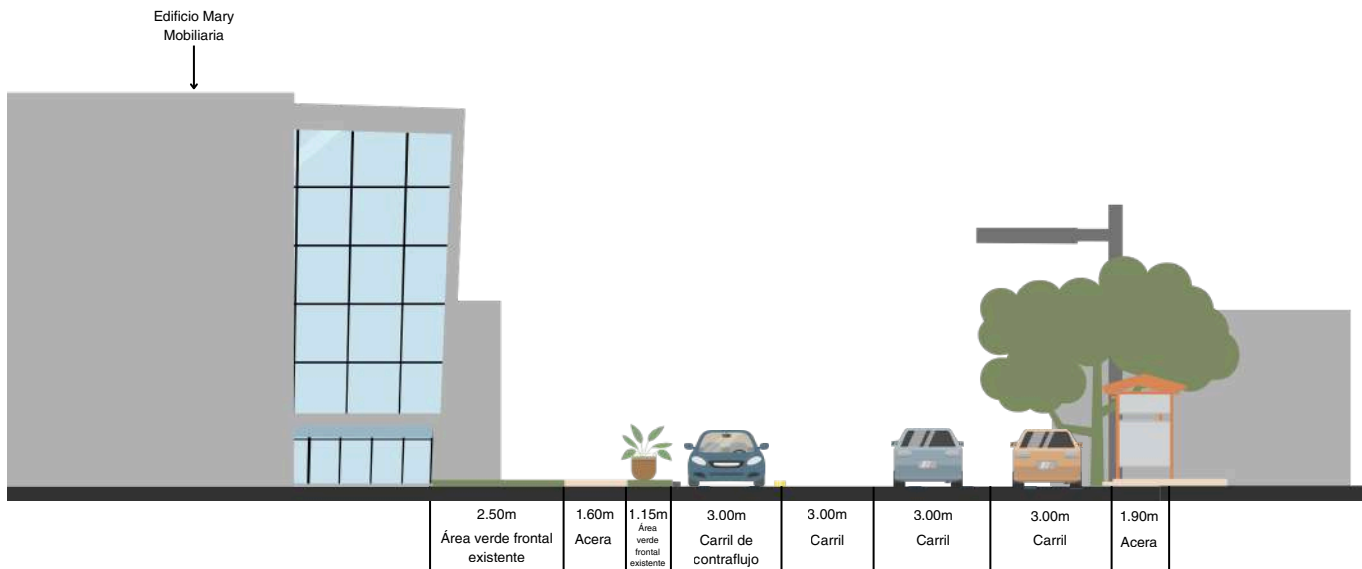 Edificio Mary
Mobiliaria
2.50m
Área verde frontal
existente
1.60m
Acera
1.15m
Área
verde
frontal
existente
3.00m
Carril de
contraflujo
3.00m
Carril
3.00m
Carril
3.00m
Carril
1.90m
Acera